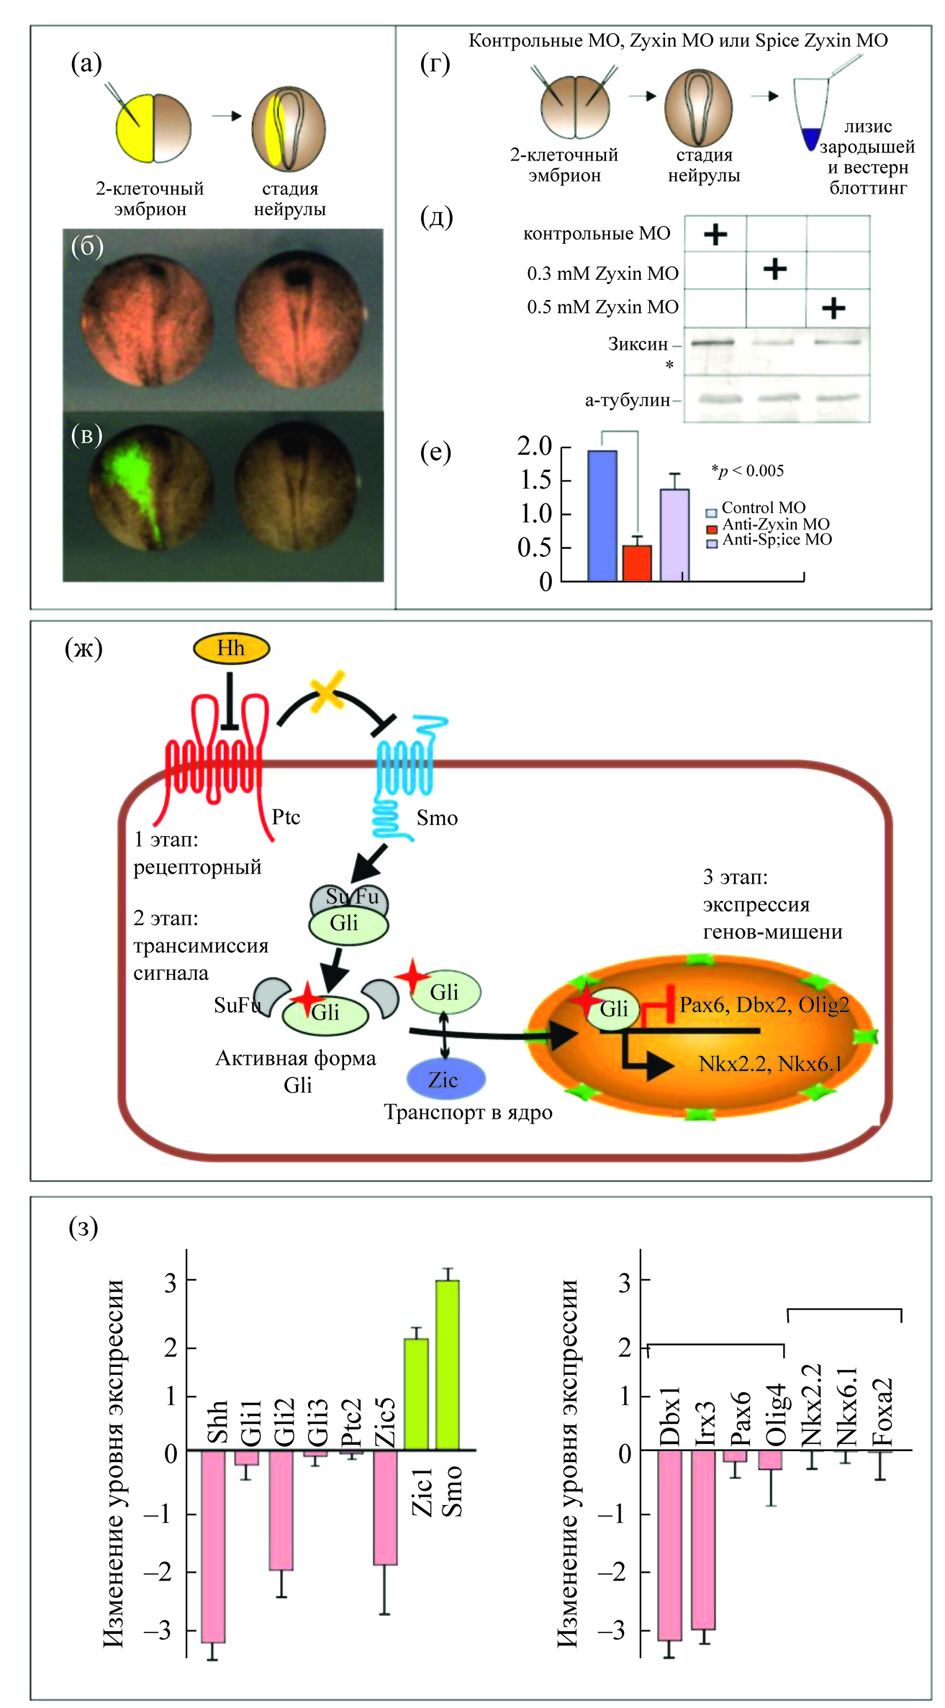 (а)
2-клеточный
эмбрион
стадия
нейрулы
(б)
(в)
Контрольные МО, Zyxin MO или Spice Zyxin MO
(г)
2-клеточный
эмбрион
стадия
нейрулы
лизис
зародышей
и вестерн
блоттинг
(д)
контрольные МО
0.3 mM Zyxin MO
0.5 mM Zyxin MO
Зиксин
*
а-тубулин
(е)
2.0
1.5
1.0
0.5
0
*p < 0.005
Control MO
Anti-Zyxin MO
Anti-Sp;ice MO
(ж)
Hh
Ptc
Smo
1 этап:
рецепторный
2 этап:
трансимиссия
сигнала
SuFu
Gli
SuFu
Gli
Активная форма
Gli
Gli
Zic
Транспорт в ядро
3 этап:
экспрессия
генов-мишени
Gli
Pax6, Dbx2, Olig2
Nkx2.2, Nkx6.1
(з)
Изменение уровня экспрессии
3
2
1
0
–1
–2
–3
Shh
Gli1
Gli2
Gli3
Ptc2
Zic5
Zic1
Smo
Изменение уровня экспрессии
3
2
1
0
–1
–2
–3
Dbx1
Irx3
Pax6
Olig4
Nkx2.2
Nkx6.1
Foxa2